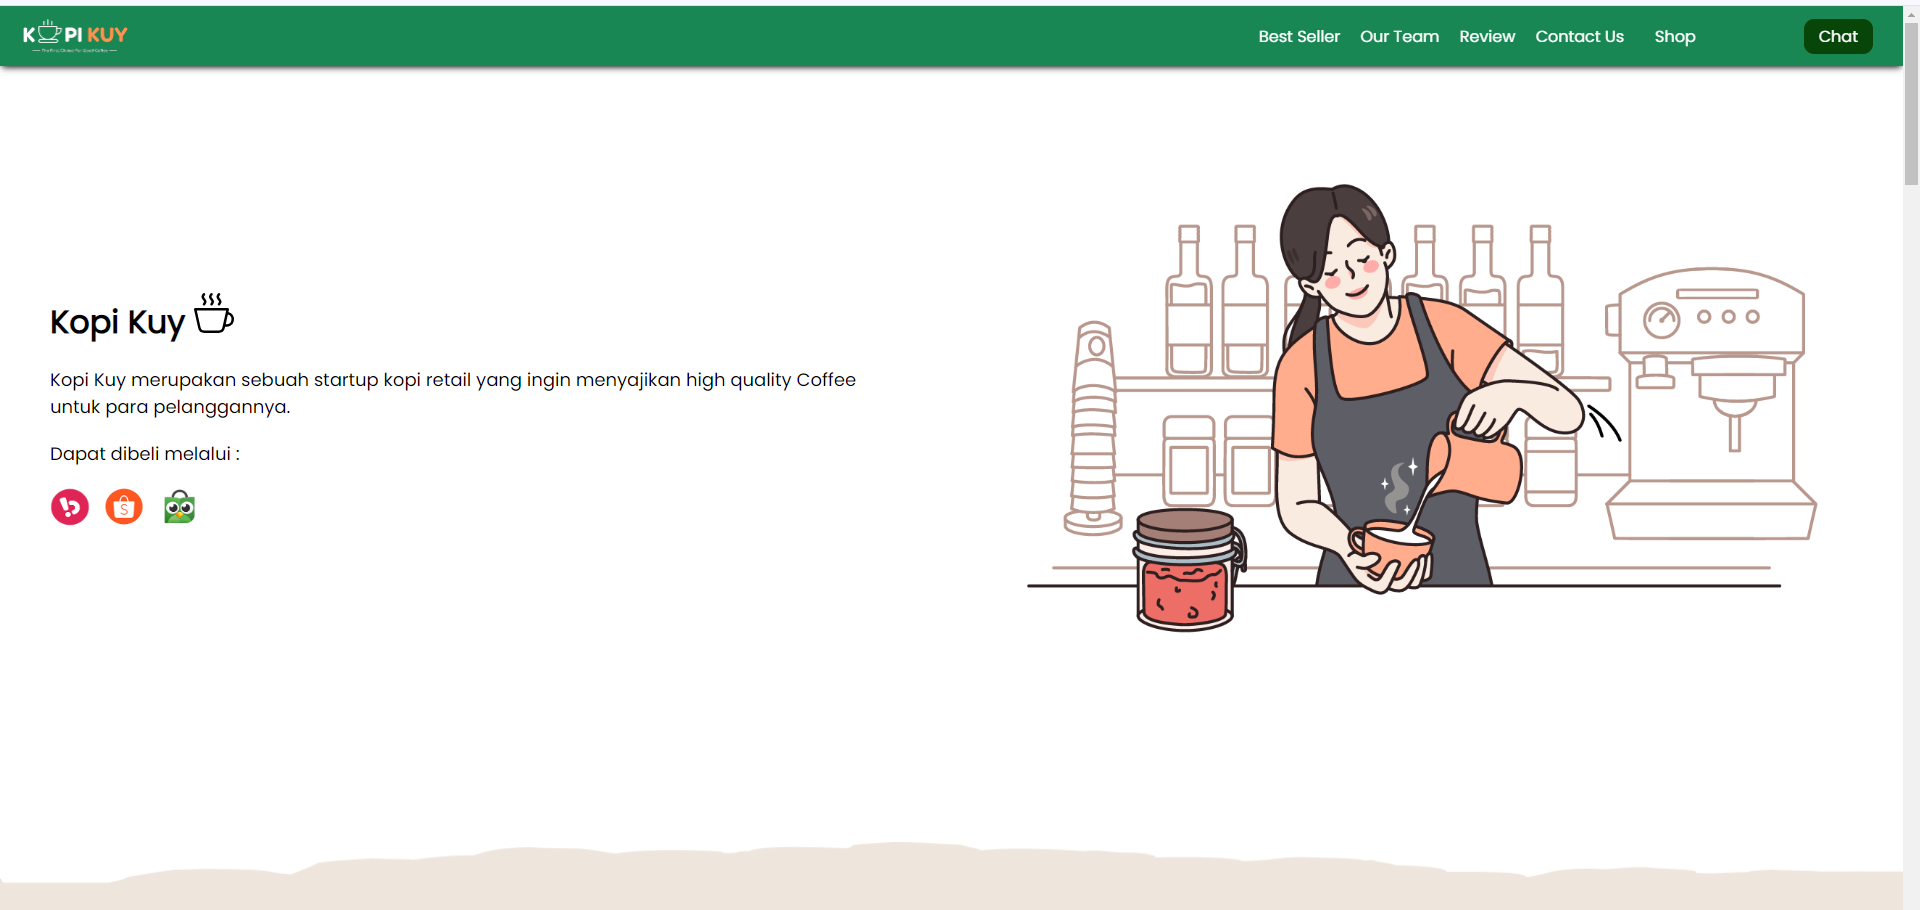 KOPI KUY
Best Seller
Our Team
Review
Contact Us
Shop
Chat
Kopi Kuy
Kopi Kuy merupakan sebuah startup kopi retail yang ingin menyajikan high quality Coffee
untuk para pelanggannya.
Dapat dibeli melalui :